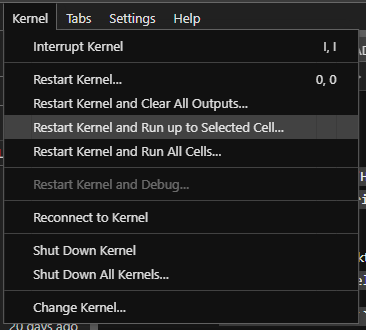 Kernel Tabs Settings Help
Interrupt Kernel I, I
Restart Kernel... 0, 0
Restart Kernel and Clear All Outputs...
Restart Kernel and Run up to Selected Cell...
Restart Kernel and Run All Cells...
Restart Kernel and Debug...
Reconnect to Kernel
Shut Down Kernel
Shut Down All Kernels...
Change Kernel...
20 days ago